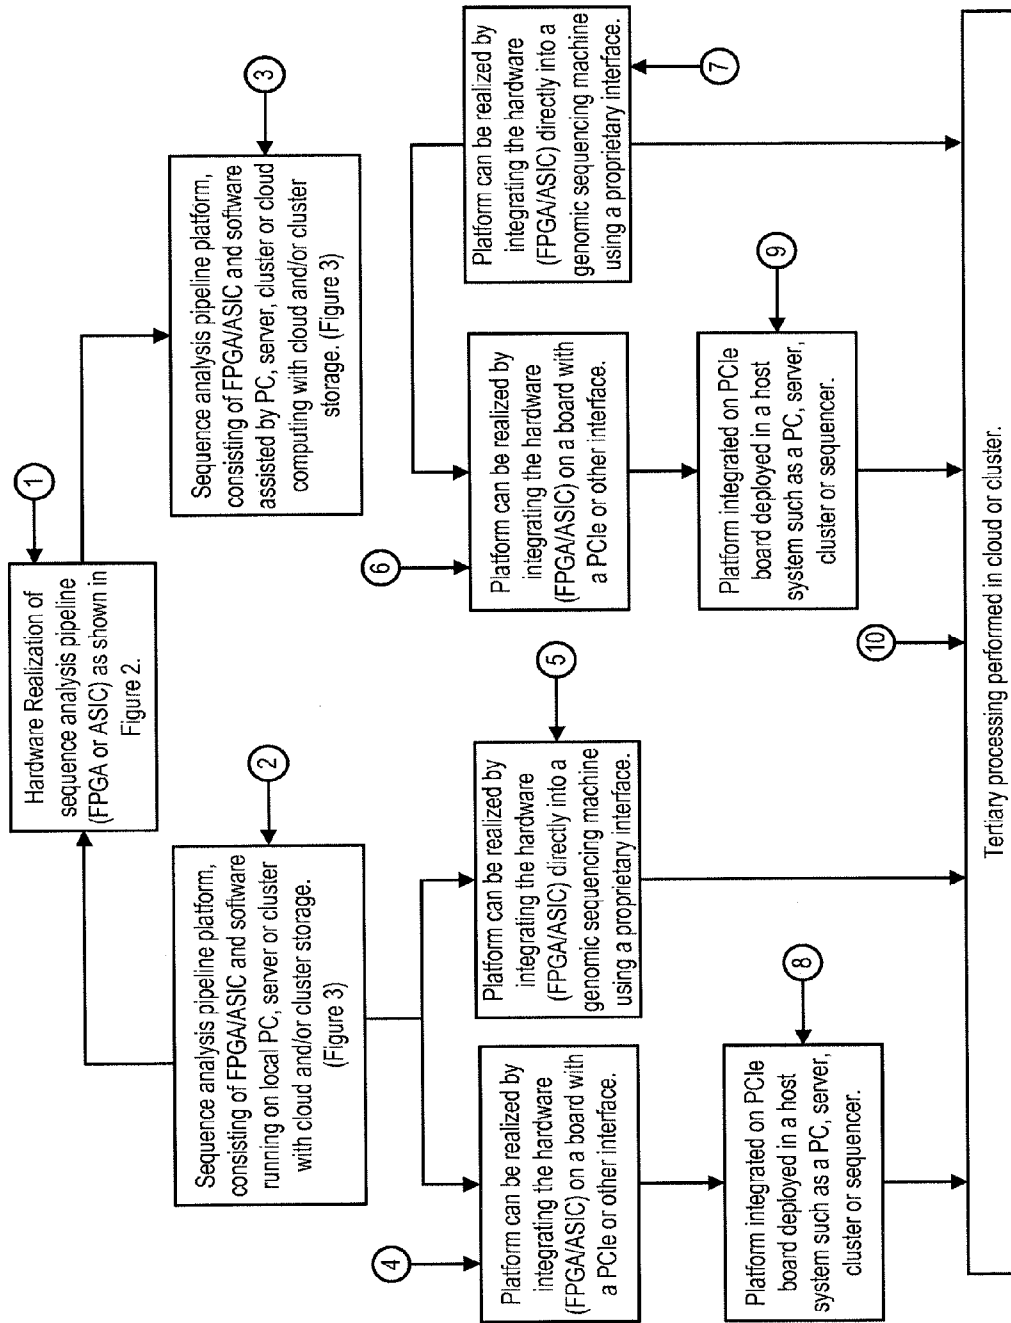 1
Hardware Realization of
sequence analysis pipeline
(FPGA or ASIC) as shown in
Figure 2.
2
Sequence analysis pipeline platform,
consisting of FPGA/ASIC and software
running on local PC, server or cluster
with cloud and/or cluster storage.
(Figure 3)
3
Sequence analysis pipeline platform,
consisting of FPGA/ASIC and software
assisted by PC, server, cluster or cloud
computing with cloud and/or cluster
storage. (Figure 3)
4
Platform can be realized by
integrating the hardware
(FPGA/ASIC) on a board with
a PCIe or other interface.
5
Platform can be realized by
integrating the hardware
(FPGA/ASIC) directly into a
genomic sequencing machine
using a proprietary interface.
6
Platform can be realized by
integrating the hardware
(FPGA/ASIC) on a board with
a PCIe or other interface.
7
Platform can be realized by
integrating the hardware
(FPGA/ASIC) directly into a
genomic sequencing machine
using a proprietary interface.
8
Platform integrated on PCIe
board deployed in a host
system such as a PC, server,
cluster or sequencer.
9
Platform integrated on PCIe
board deployed in a host
system such as a PC, server,
cluster or sequencer.
10
Tertiary processing performed in cloud or cluster.